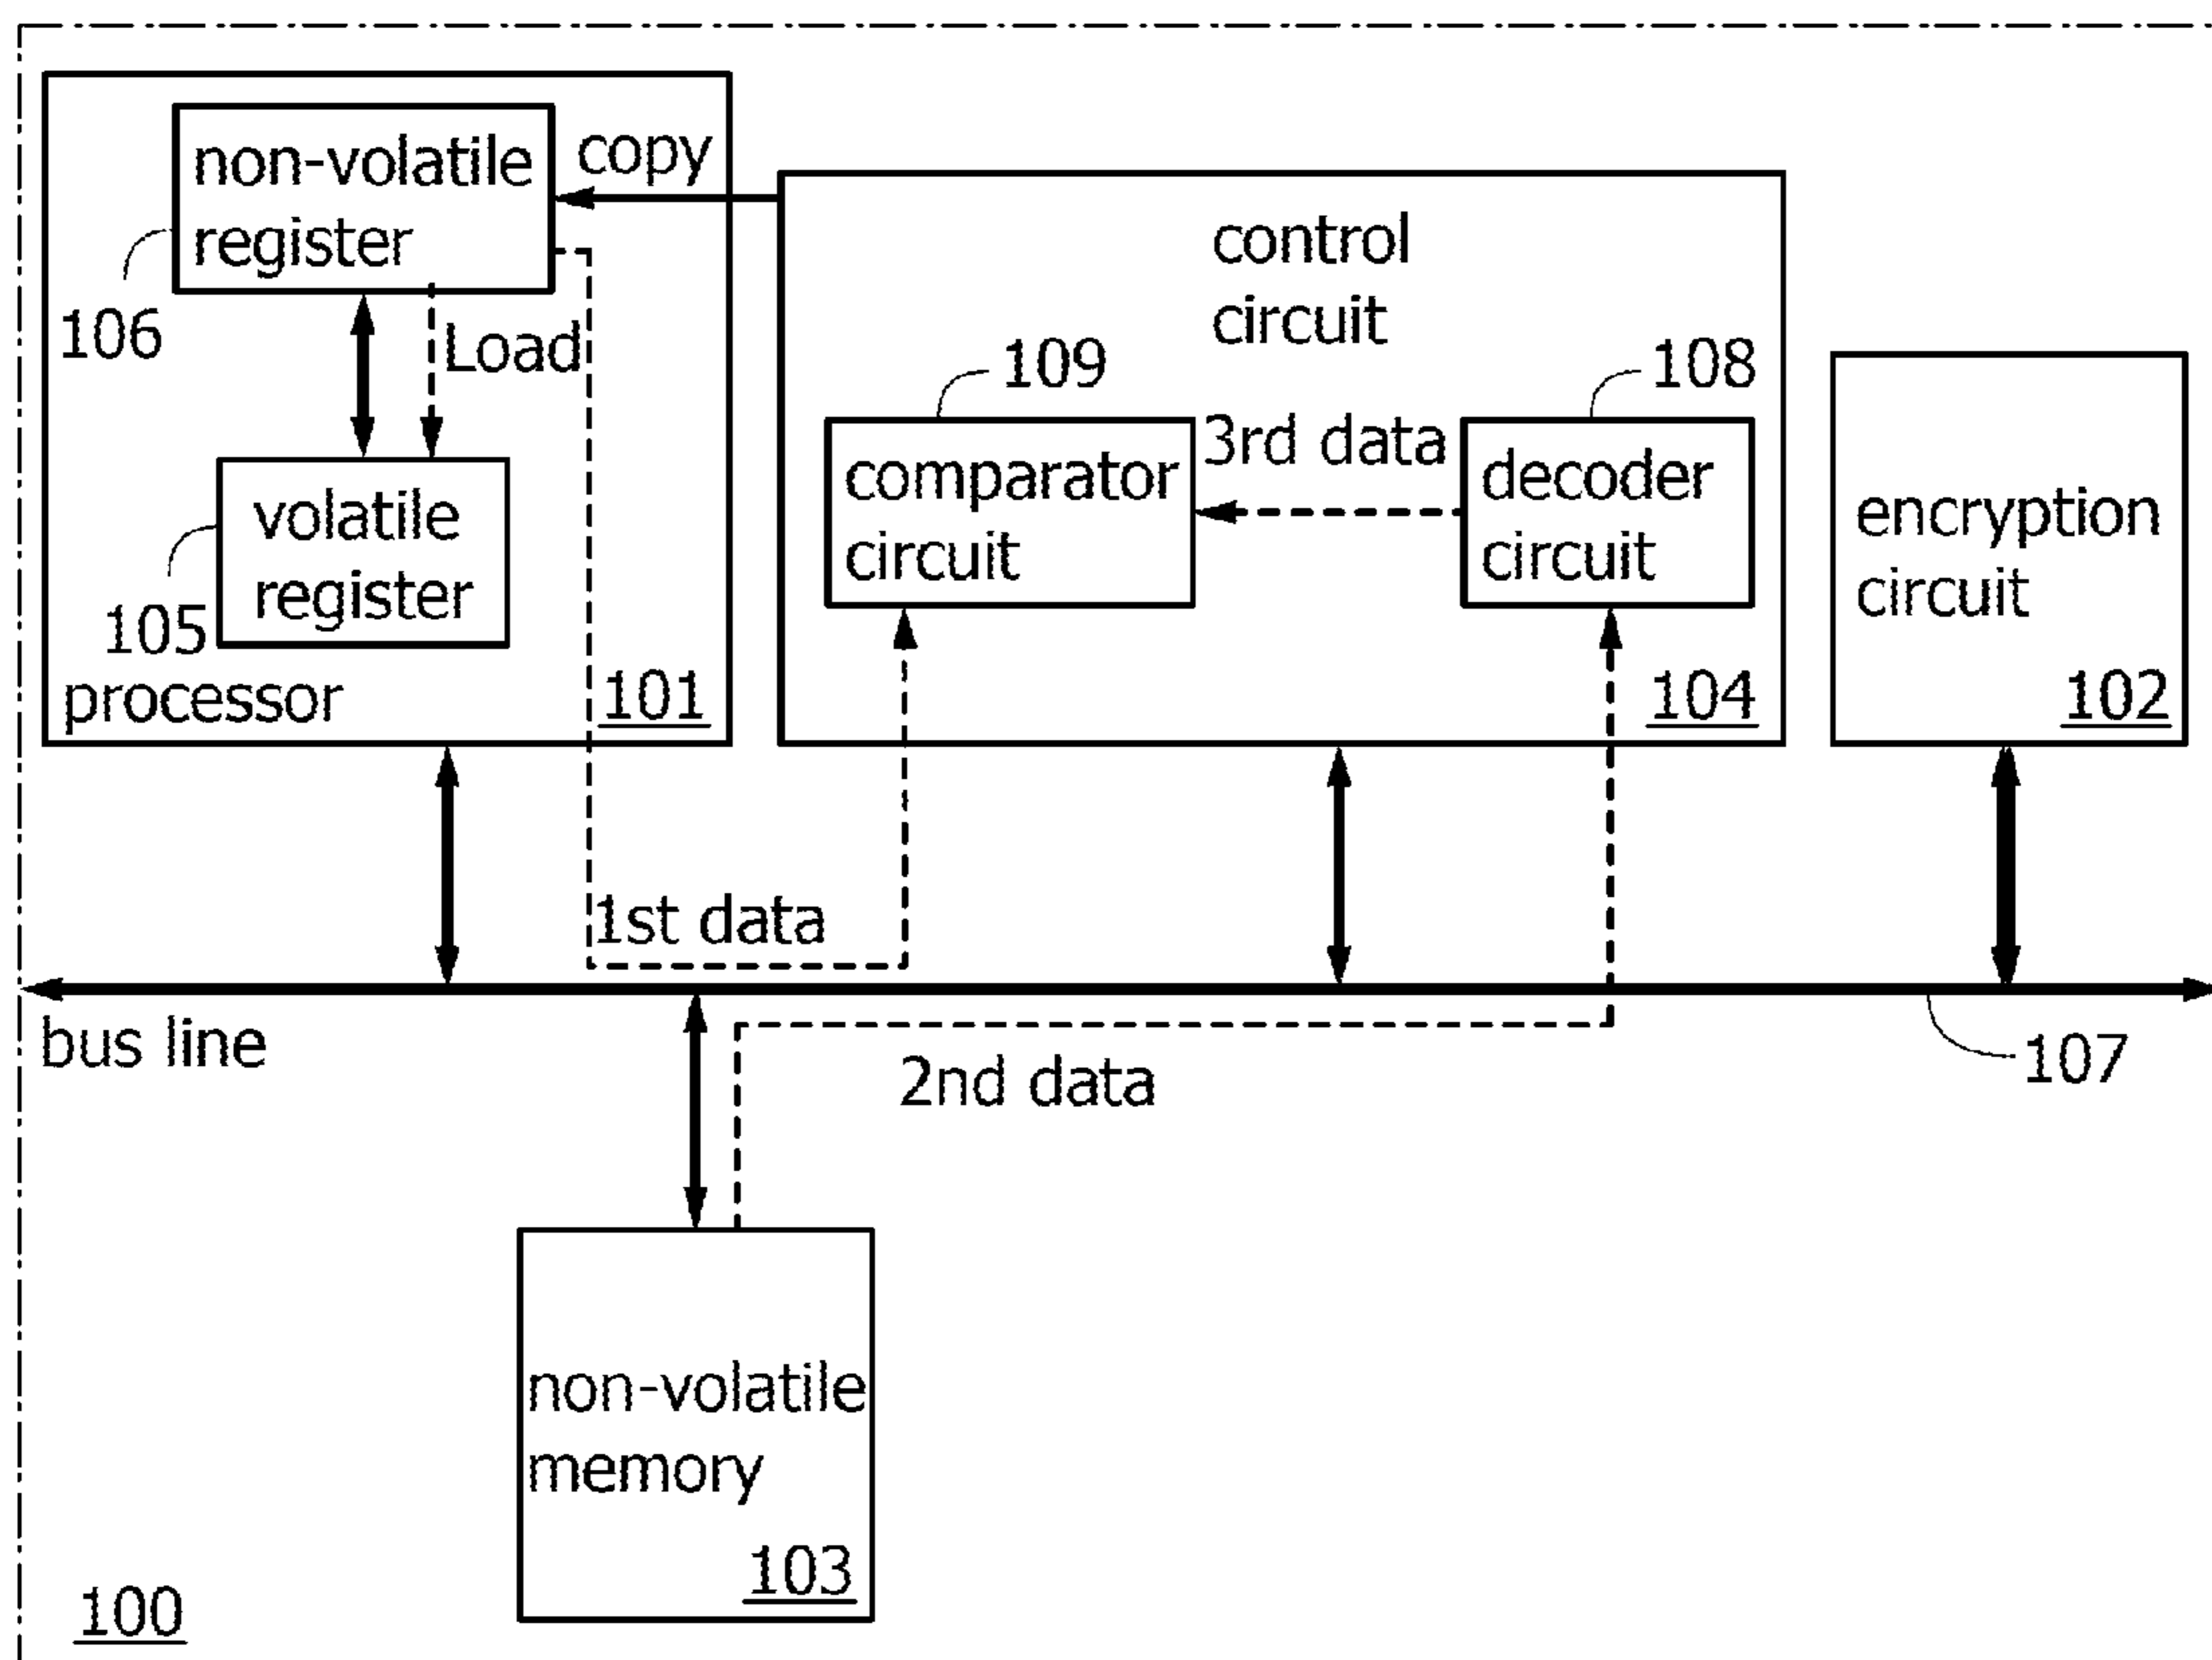 non-volatile
register
copy
106
Load
volatile
register
105
processor
101
control
circuit
109
108
3rd data
comparator
circuit
decoder
circuit
104
encryption
circuit
102
1st data
bus line
2nd data
107
non-volatile
memory
103
100